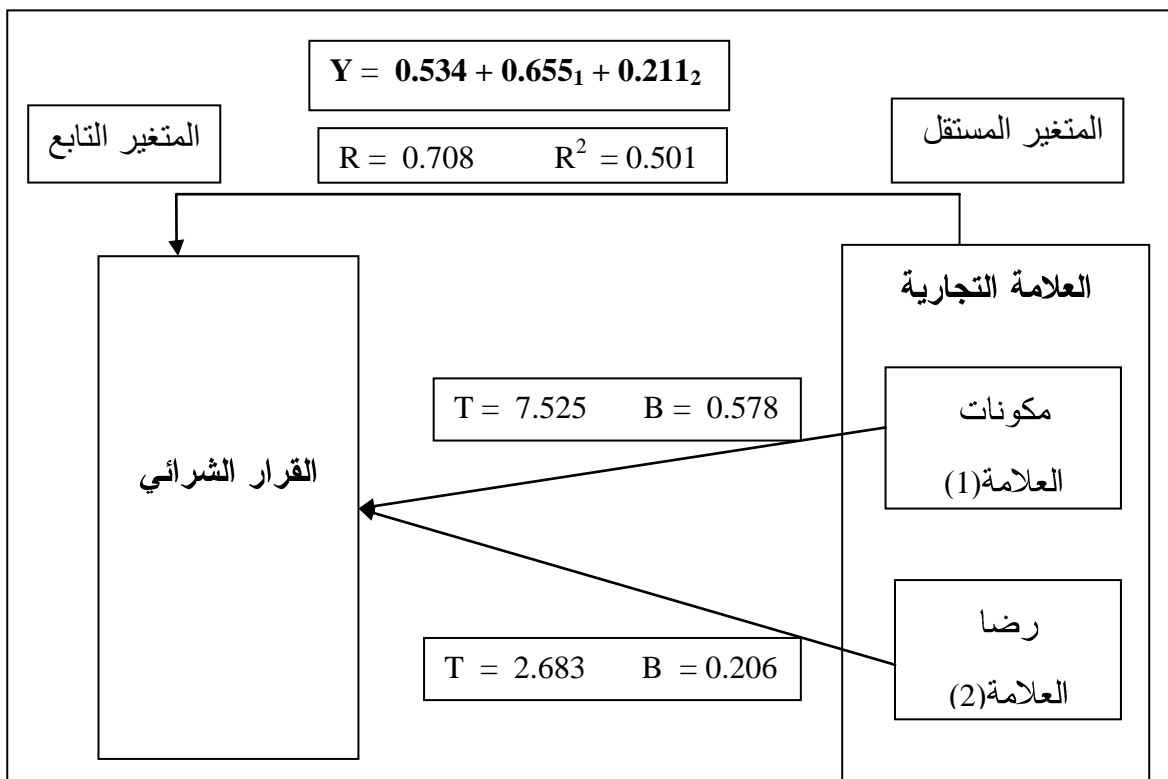 Y = 0.534 + 0.655₁ + 0.211₂
المتغير المستقل
المتغير التابع
R = 0.708 R² = 0.501
العلامة التجارية
مكونات
العلامة(1)
T = 7.525 B = 0.578
القرار الشرائي
رضا
العلامة(2)
T = 2.683 B = 0.206